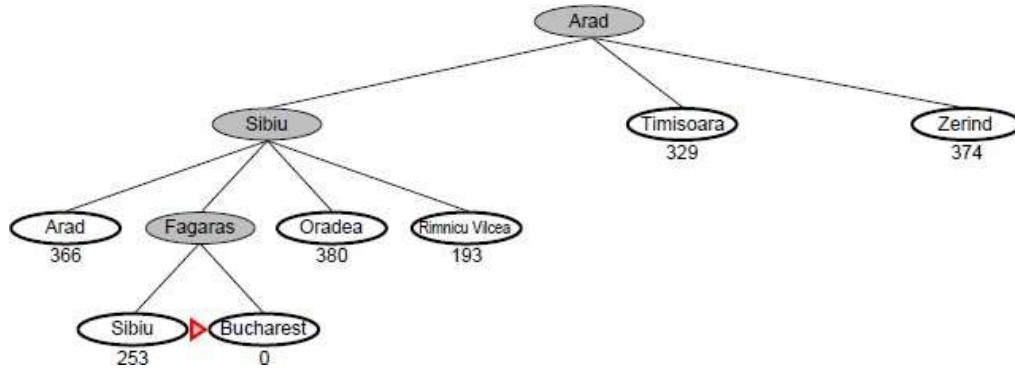 Arad
Sibiu
Timisoara
Zerind
329
374
Arad
Fagaras
Oradea
Rimnicu Vilcea
366
380
193
Sibiu
Bucharest
253
0